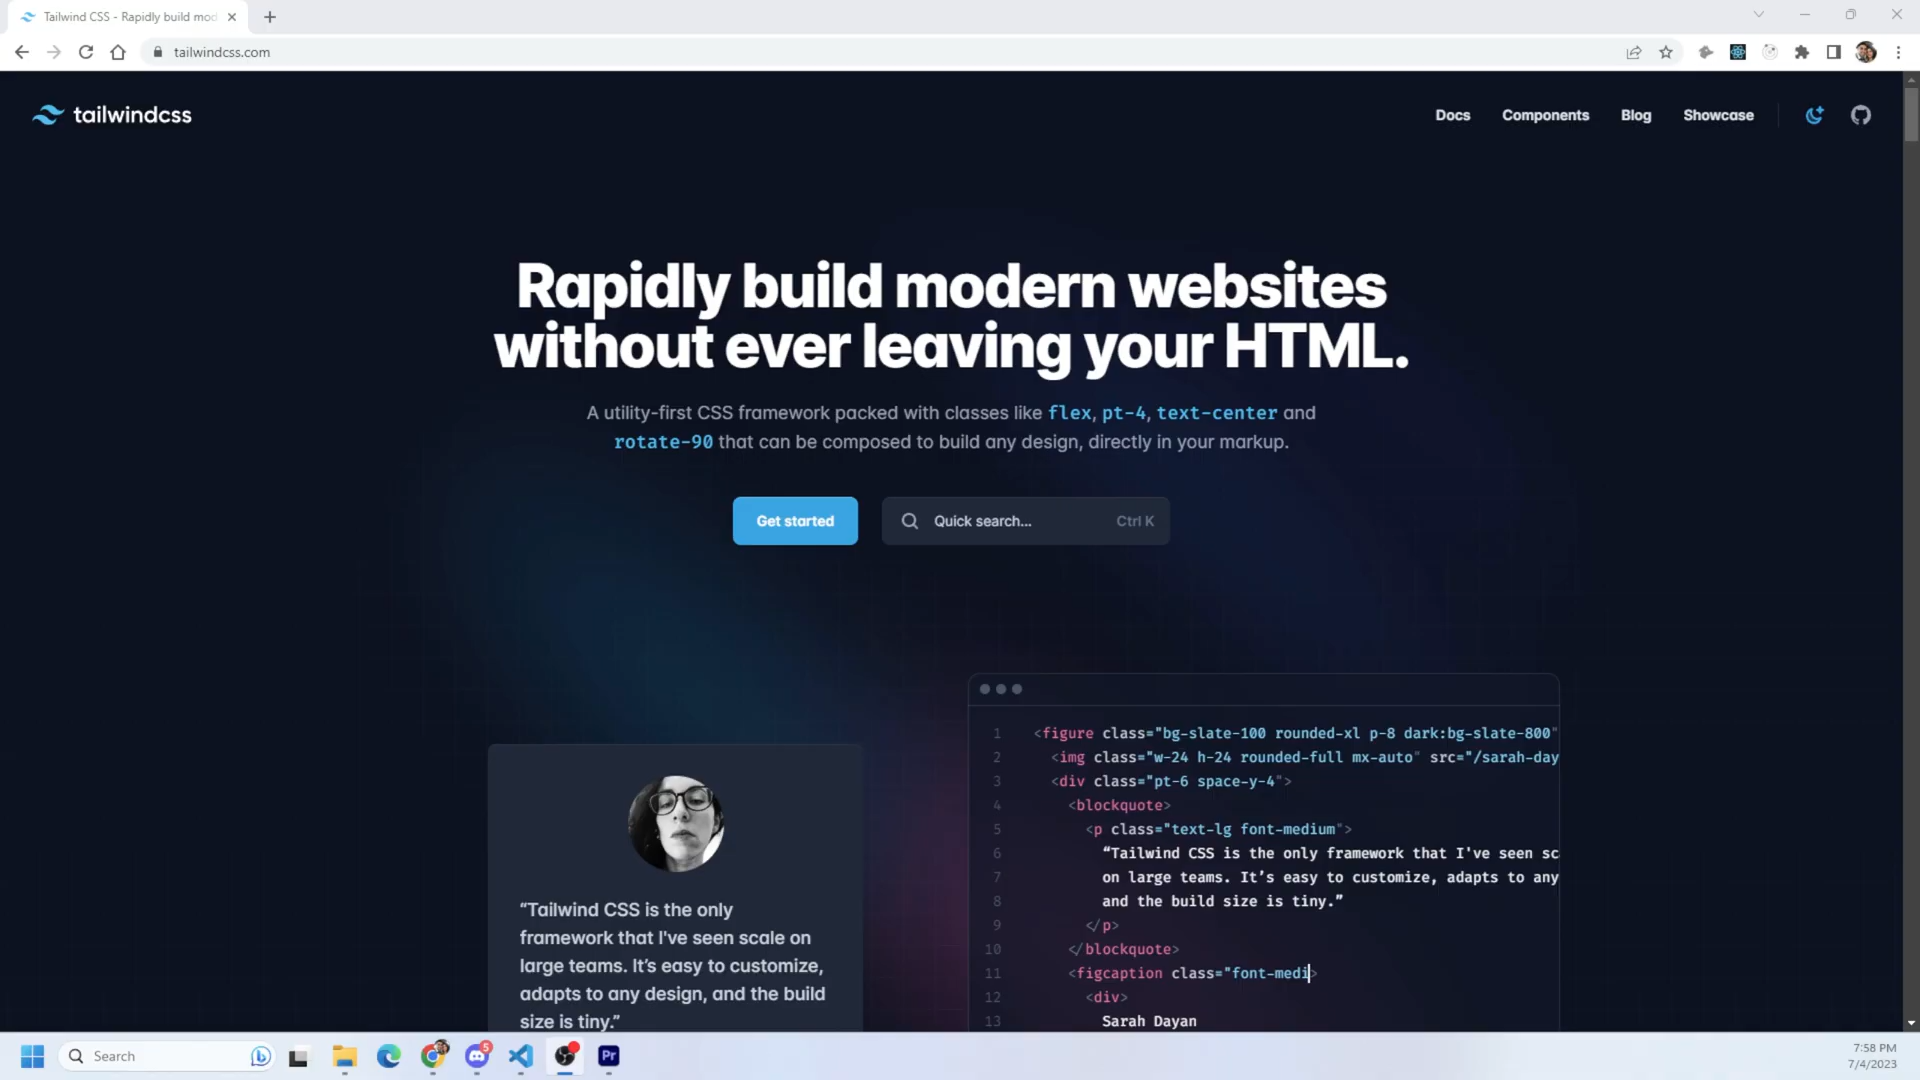 Tailwind CSS - Rapidly build mod
tailwindcss.com
tailwindcss
Docs
Components
Blog
Showcase
Rapidly build modern websites
without ever leaving your HTML.
A utility-first CSS framework packed with classes like flex, pt-4, text-center and
rotate-90 that can be composed to build any design, directly in your markup.
Get started
Quick search...
Ctrl K
“Tailwind CSS is the only
framework that I've seen scale on
large teams. It’s easy to customize,
adapts to any design, and the build
size is tiny.”
1 <figure class="bg-slate-100 rounded-xl p-8 dark:bg-slate-800"
2 <img class="w-24 h-24 rounded-full mx-auto" src="/sarah-day
3 <div class="pt-6 space-y-4">
4 <blockquote>
5 <p class="text-lg font-medium">
6 “Tailwind CSS is the only framework that I've seen sc
7 on large teams. It’s easy to customize, adapts to any
8 and the build size is tiny.”
9 </p>
10 </blockquote>
11 <figcaption class="font-medi>
12 <div>
13 Sarah Dayan
Search
5
Pr
7:58 PM
7/4/2023